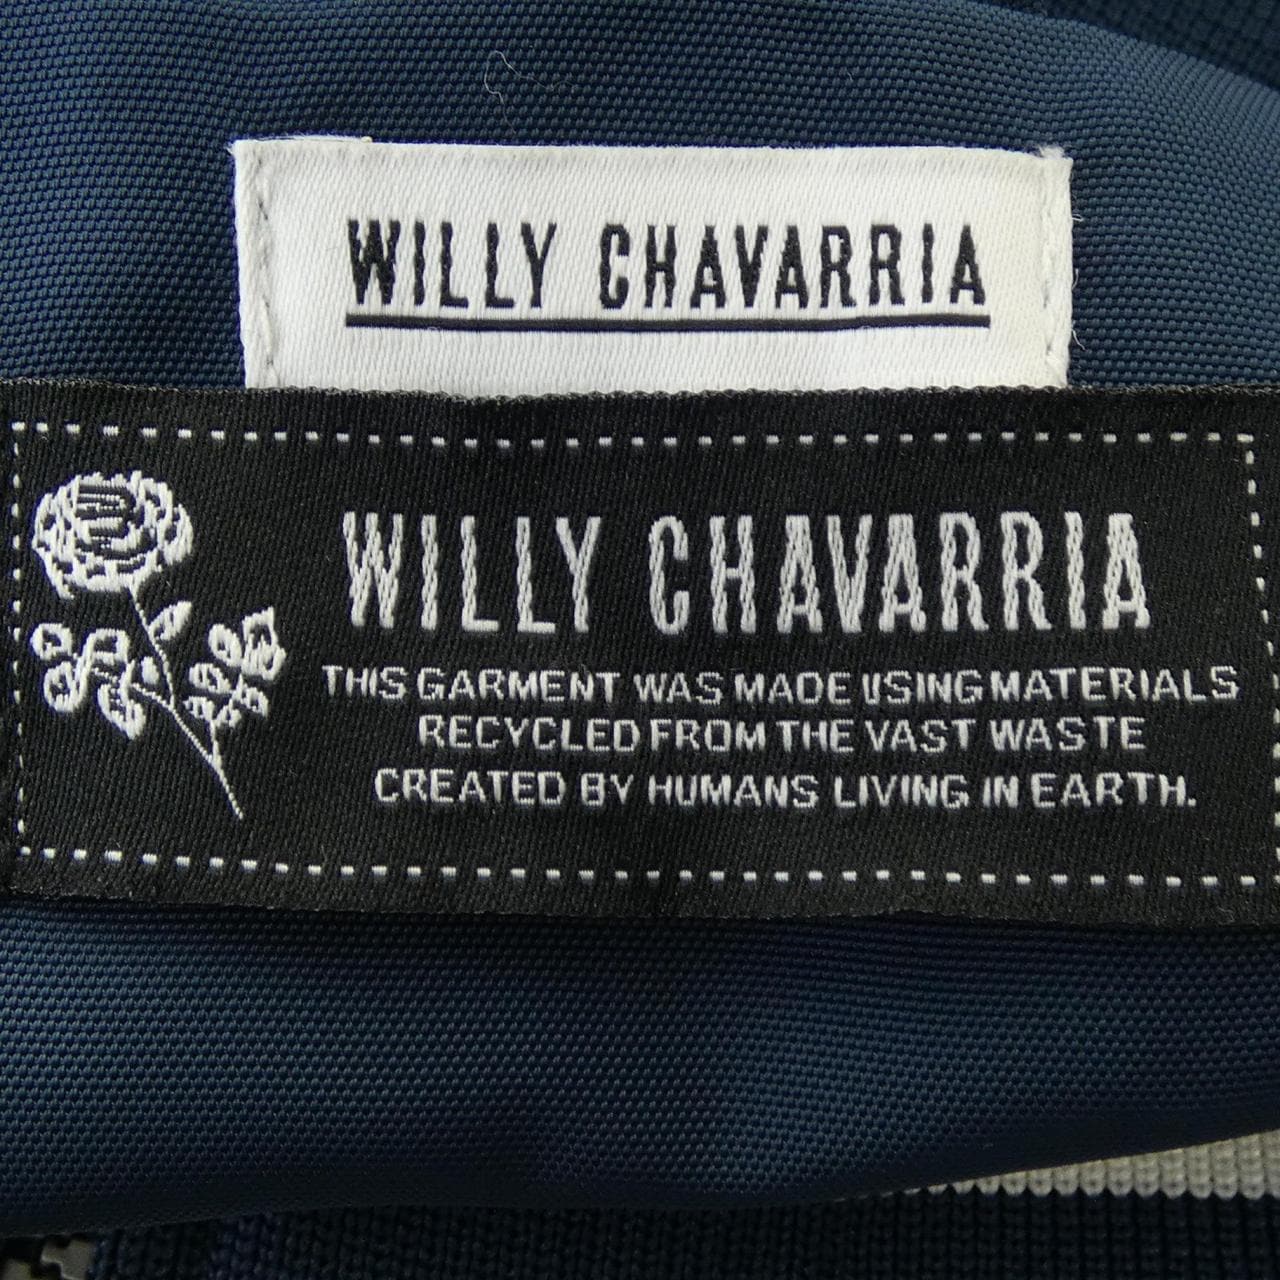 WILLY CHAVARRIA
WILLY CHAVARRIA
THIS GARMENT WAS MADE USING MATERIALS
RECYCLED FROM THE VAST WASTE
CREATED BY HUMANS LIVING IN EARTH.